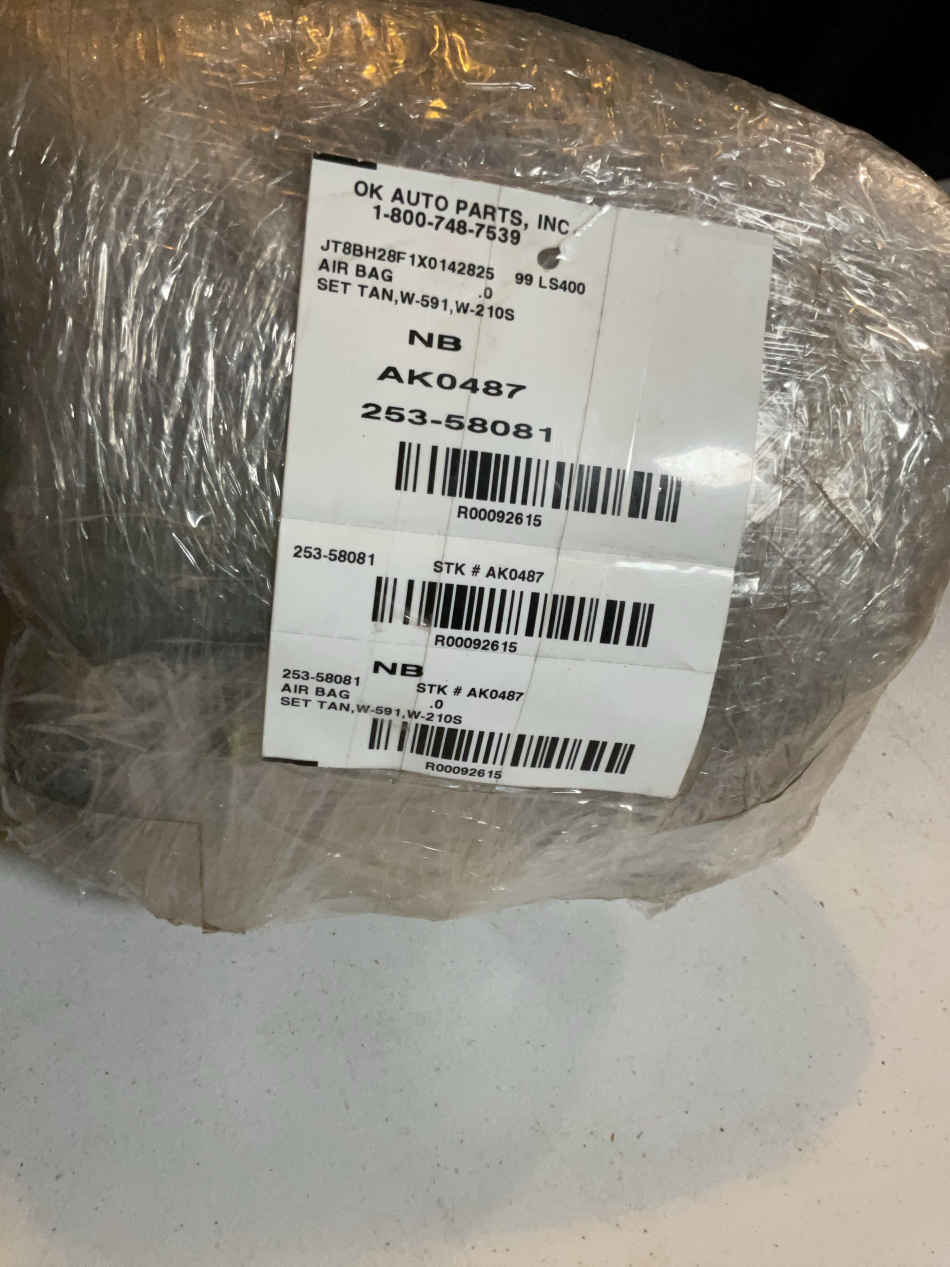 OK AUTO PARTS, INC
1-800-748-7539
JT8BH28F1X0142825 99 LS400
AIR BAG .0
SET TAN,W-591,W-210S
NB
AK0487
253-58081
R00092615
253-58081 STK # AK0487
R00092615
NB
253-58081 STK # AK0487
AIR BAG .0
SET TAN,W-591,W-210S
R00092615